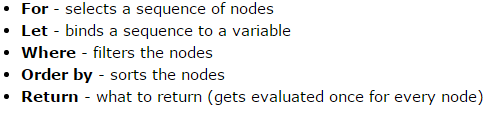 • For - selects a sequence of nodes
• Let - binds a sequence to a variable
• Where - filters the nodes
• Order by - sorts the nodes
• Return - what to return (gets evaluated once for every node)